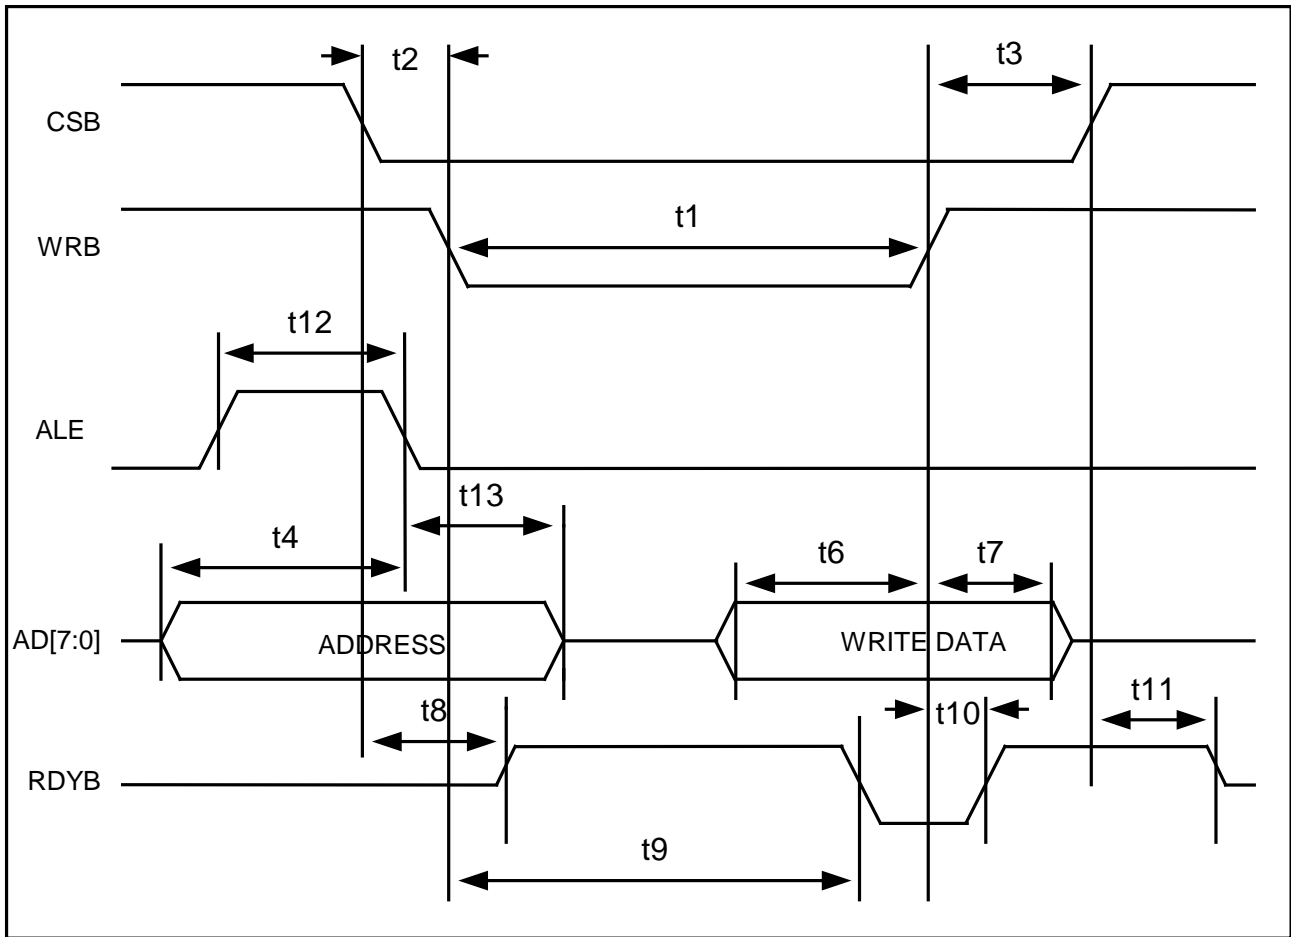 t2
t3
CSB
t1
WRB
t12
ALE
t13
t4
t6
t7
AD[7:0]
ADDRESS
WRITE DATA
t8
t10
t11
RDYB
t9